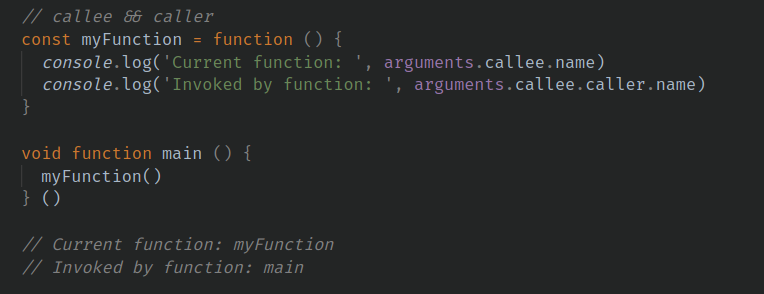 // callee && caller
const myFunction = function () {
  console.log('Current function: ', arguments.callee.name)
  console.log('Invoked by function: ', arguments.callee.caller.name)
}

void function main () {
  myFunction()
} ()

// Current function: myFunction
// Invoked by function: main